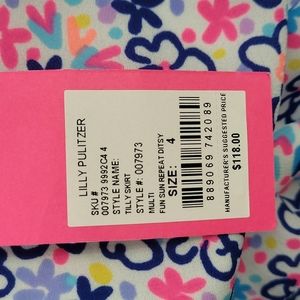 LILLY PULITZER
SKU #
007973 9992C4 4
STYLE NAME:
TILLY SKIRT
STYLE #: 007973
MULTI
FUN SUN REPEAT DITSY
SIZE: 4
889069 742089
MANUFACTURER'S SUGGESTED PRICE
$118.00